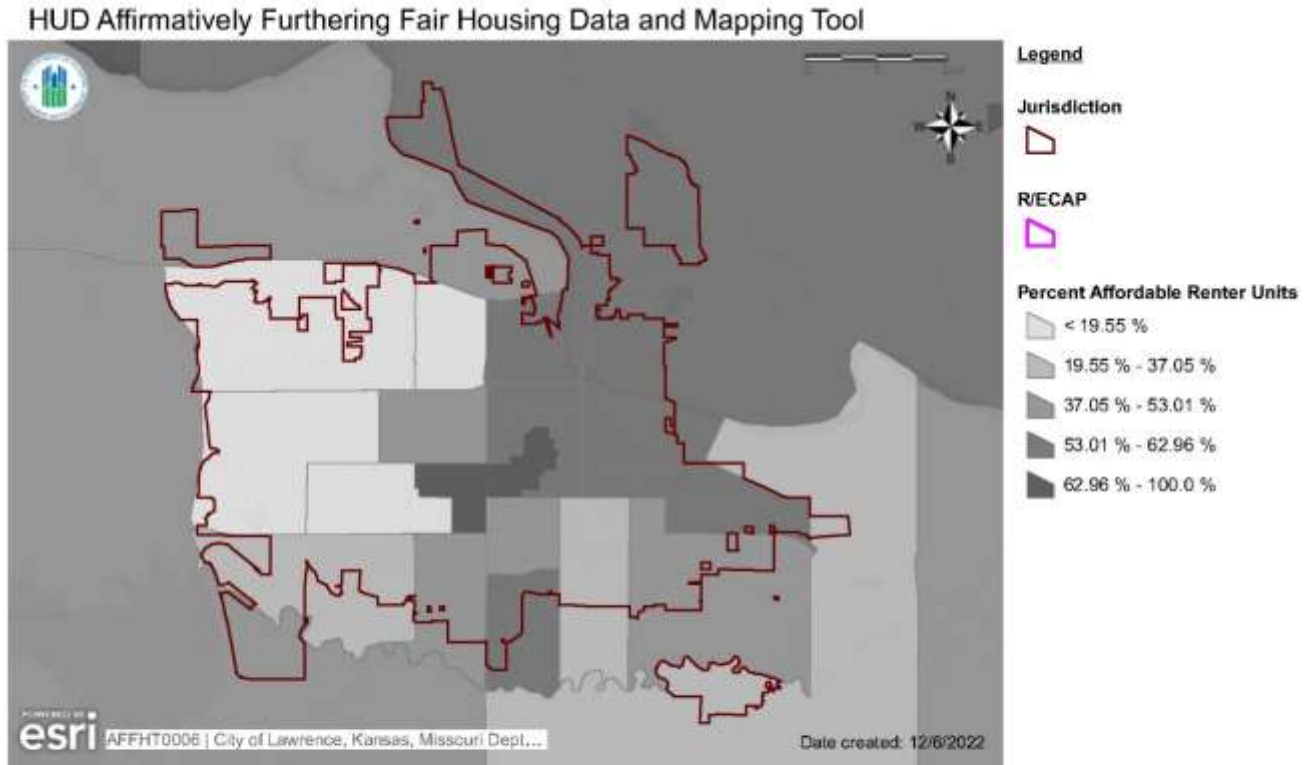 HUD Affirmatively Furthering Fair Housing Data and Mapping Tool
N
E
S
Legend
Jurisdiction
R/ECAP
Percent Affordable Renter Units
< 19.55 %
19.55 % - 37.05 %
37.05 % - 53.01 %
53.01 % - 62.96 %
62.96 % - 100.0 %
POWERED BY
esri
AFFHT0006 | City of Lawrence, Kansas, Missouri Dept...
Date created: 12/6/2022